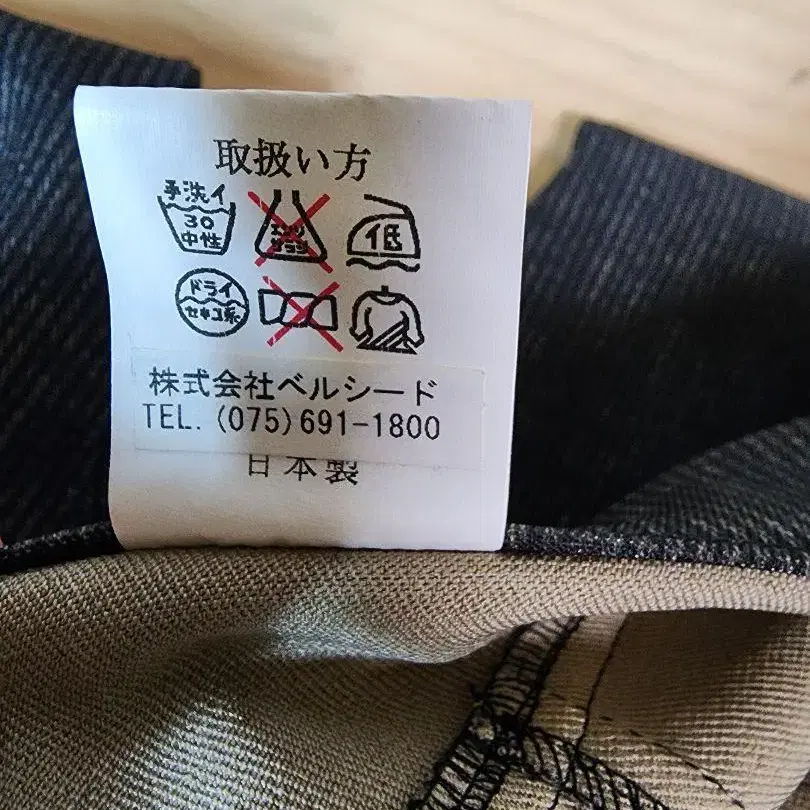 取扱い方
手洗イ
30
中性
エンソ
サラシ
低
ドライ
セキユ系
株式会社ベルシード
TEL. (075)691-1800
日本製